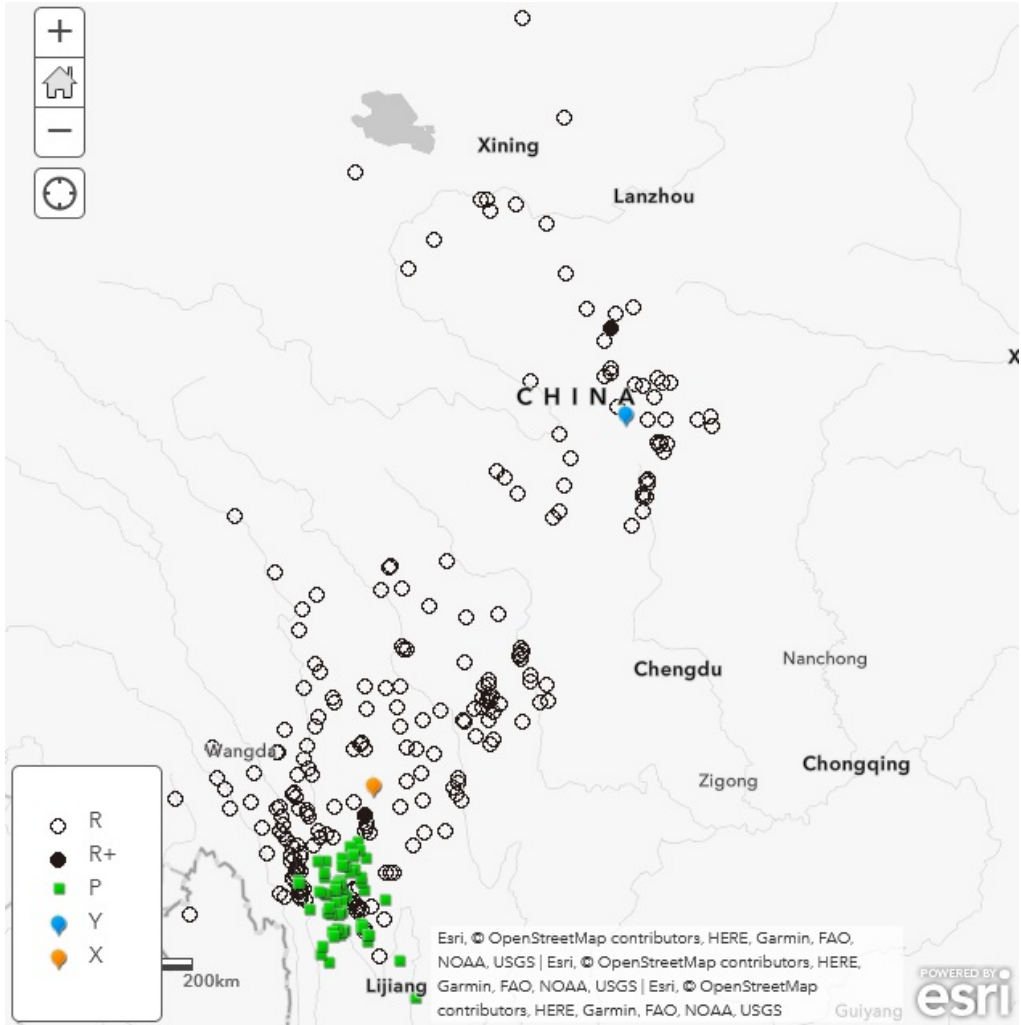 +
−
Xining
Lanzhou
X
CHINA
Chengdu
Nanchong
Wangda
Zigong
Chongqing
R
R+
P
Y
X
200km
Lijiang
Esri, © OpenStreetMap contributors, HERE, Garmin, FAO,
NOAA, USGS | Esri, © OpenStreetMap contributors, HERE,
Garmin, FAO, NOAA, USGS | Esri, © OpenStreetMap
contributors, HERE, Garmin, FAO, NOAA, USGS
Guiyang
POWERED BY
esri